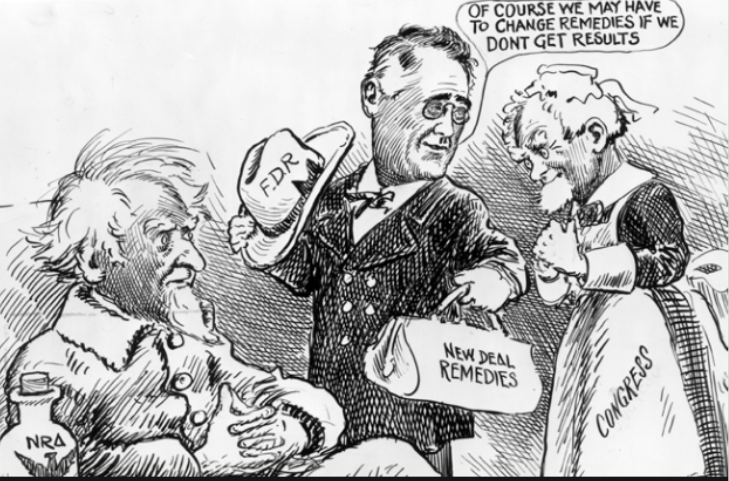 OF COURSE WE MAY HAVE
TO CHANGE REMEDIES IF WE
DONT GET RESULTS
F.D.R
NEW DEAL
REMEDIES
CONGRESS
NRA